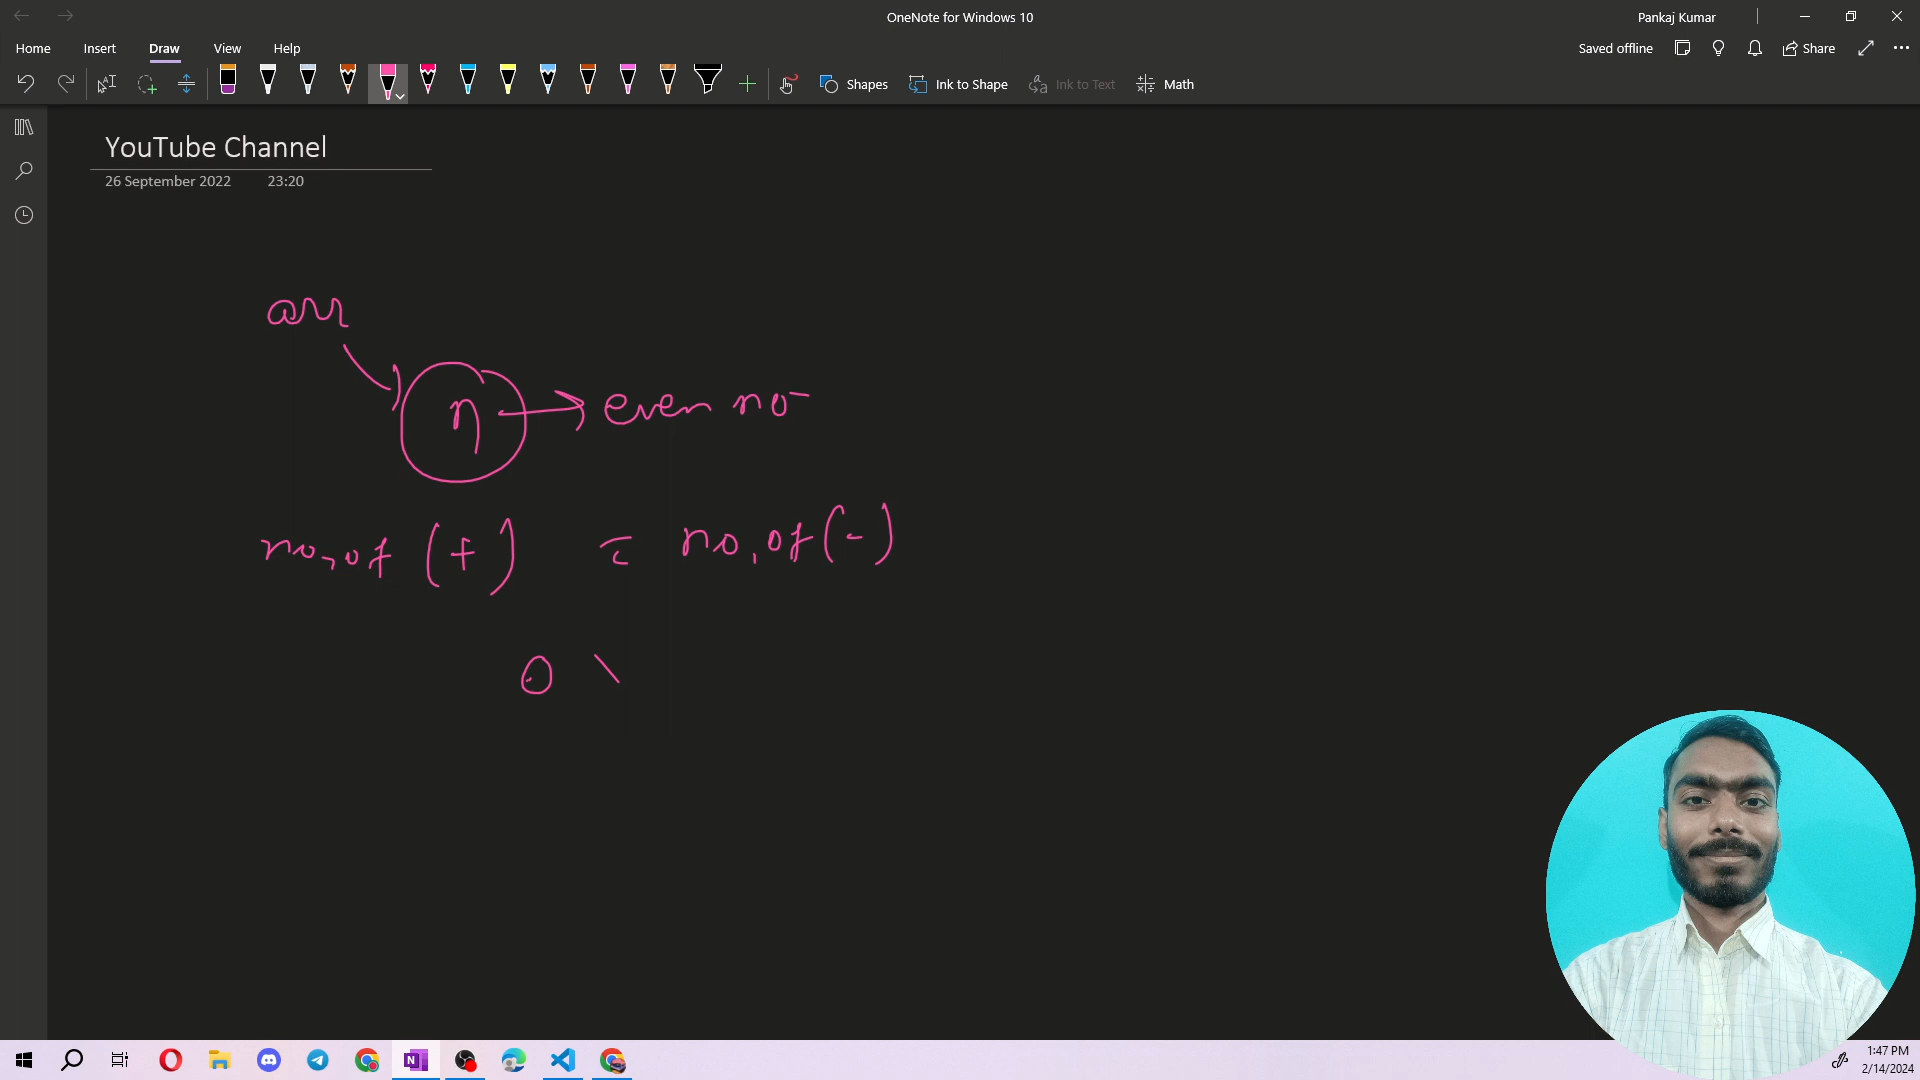 OneNote for Windows 10
Pankaj Kumar
Home Insert Draw View Help
Saved offline
Share
Shapes
Ink to Shape
Ink to Text
Math
YouTube Channel
26 September 2022 23:20
arr
n → even no
no, of (+) = no, of (-)
0 \
1:47 PM
2/14/2024